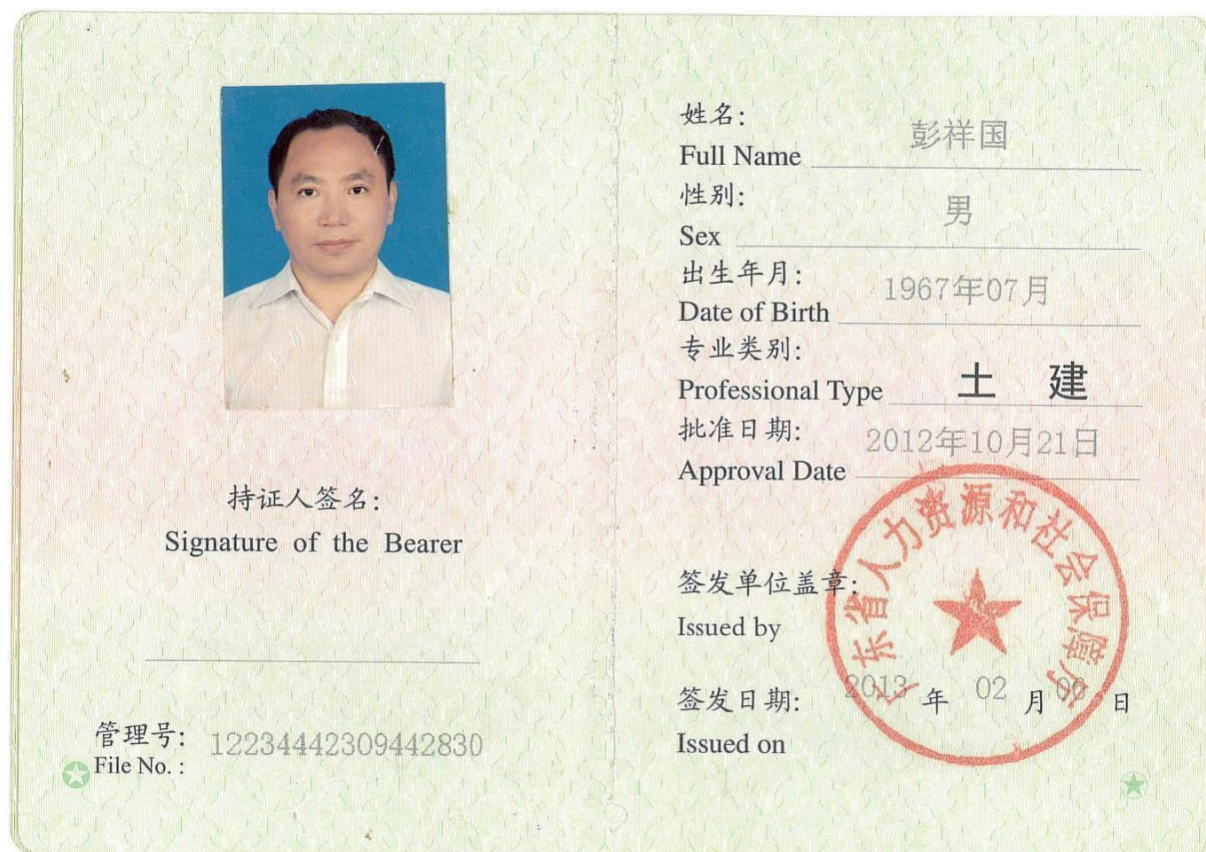 持证人签名:
Signature of the Bearer
管理号: 12234442309442830
File No. :
姓名:
彭祥国
Full Name
性别:
男
Sex
出生年月:
1967年07月
Date of Birth
专业类别:
土 建
Professional Type
批准日期:
2012年10月21日
Approval Date
签发单位盖章:
Issued by
广东省人力资源和社会保障厅
签发日期: 2013 年 02 月 06 日
Issued on